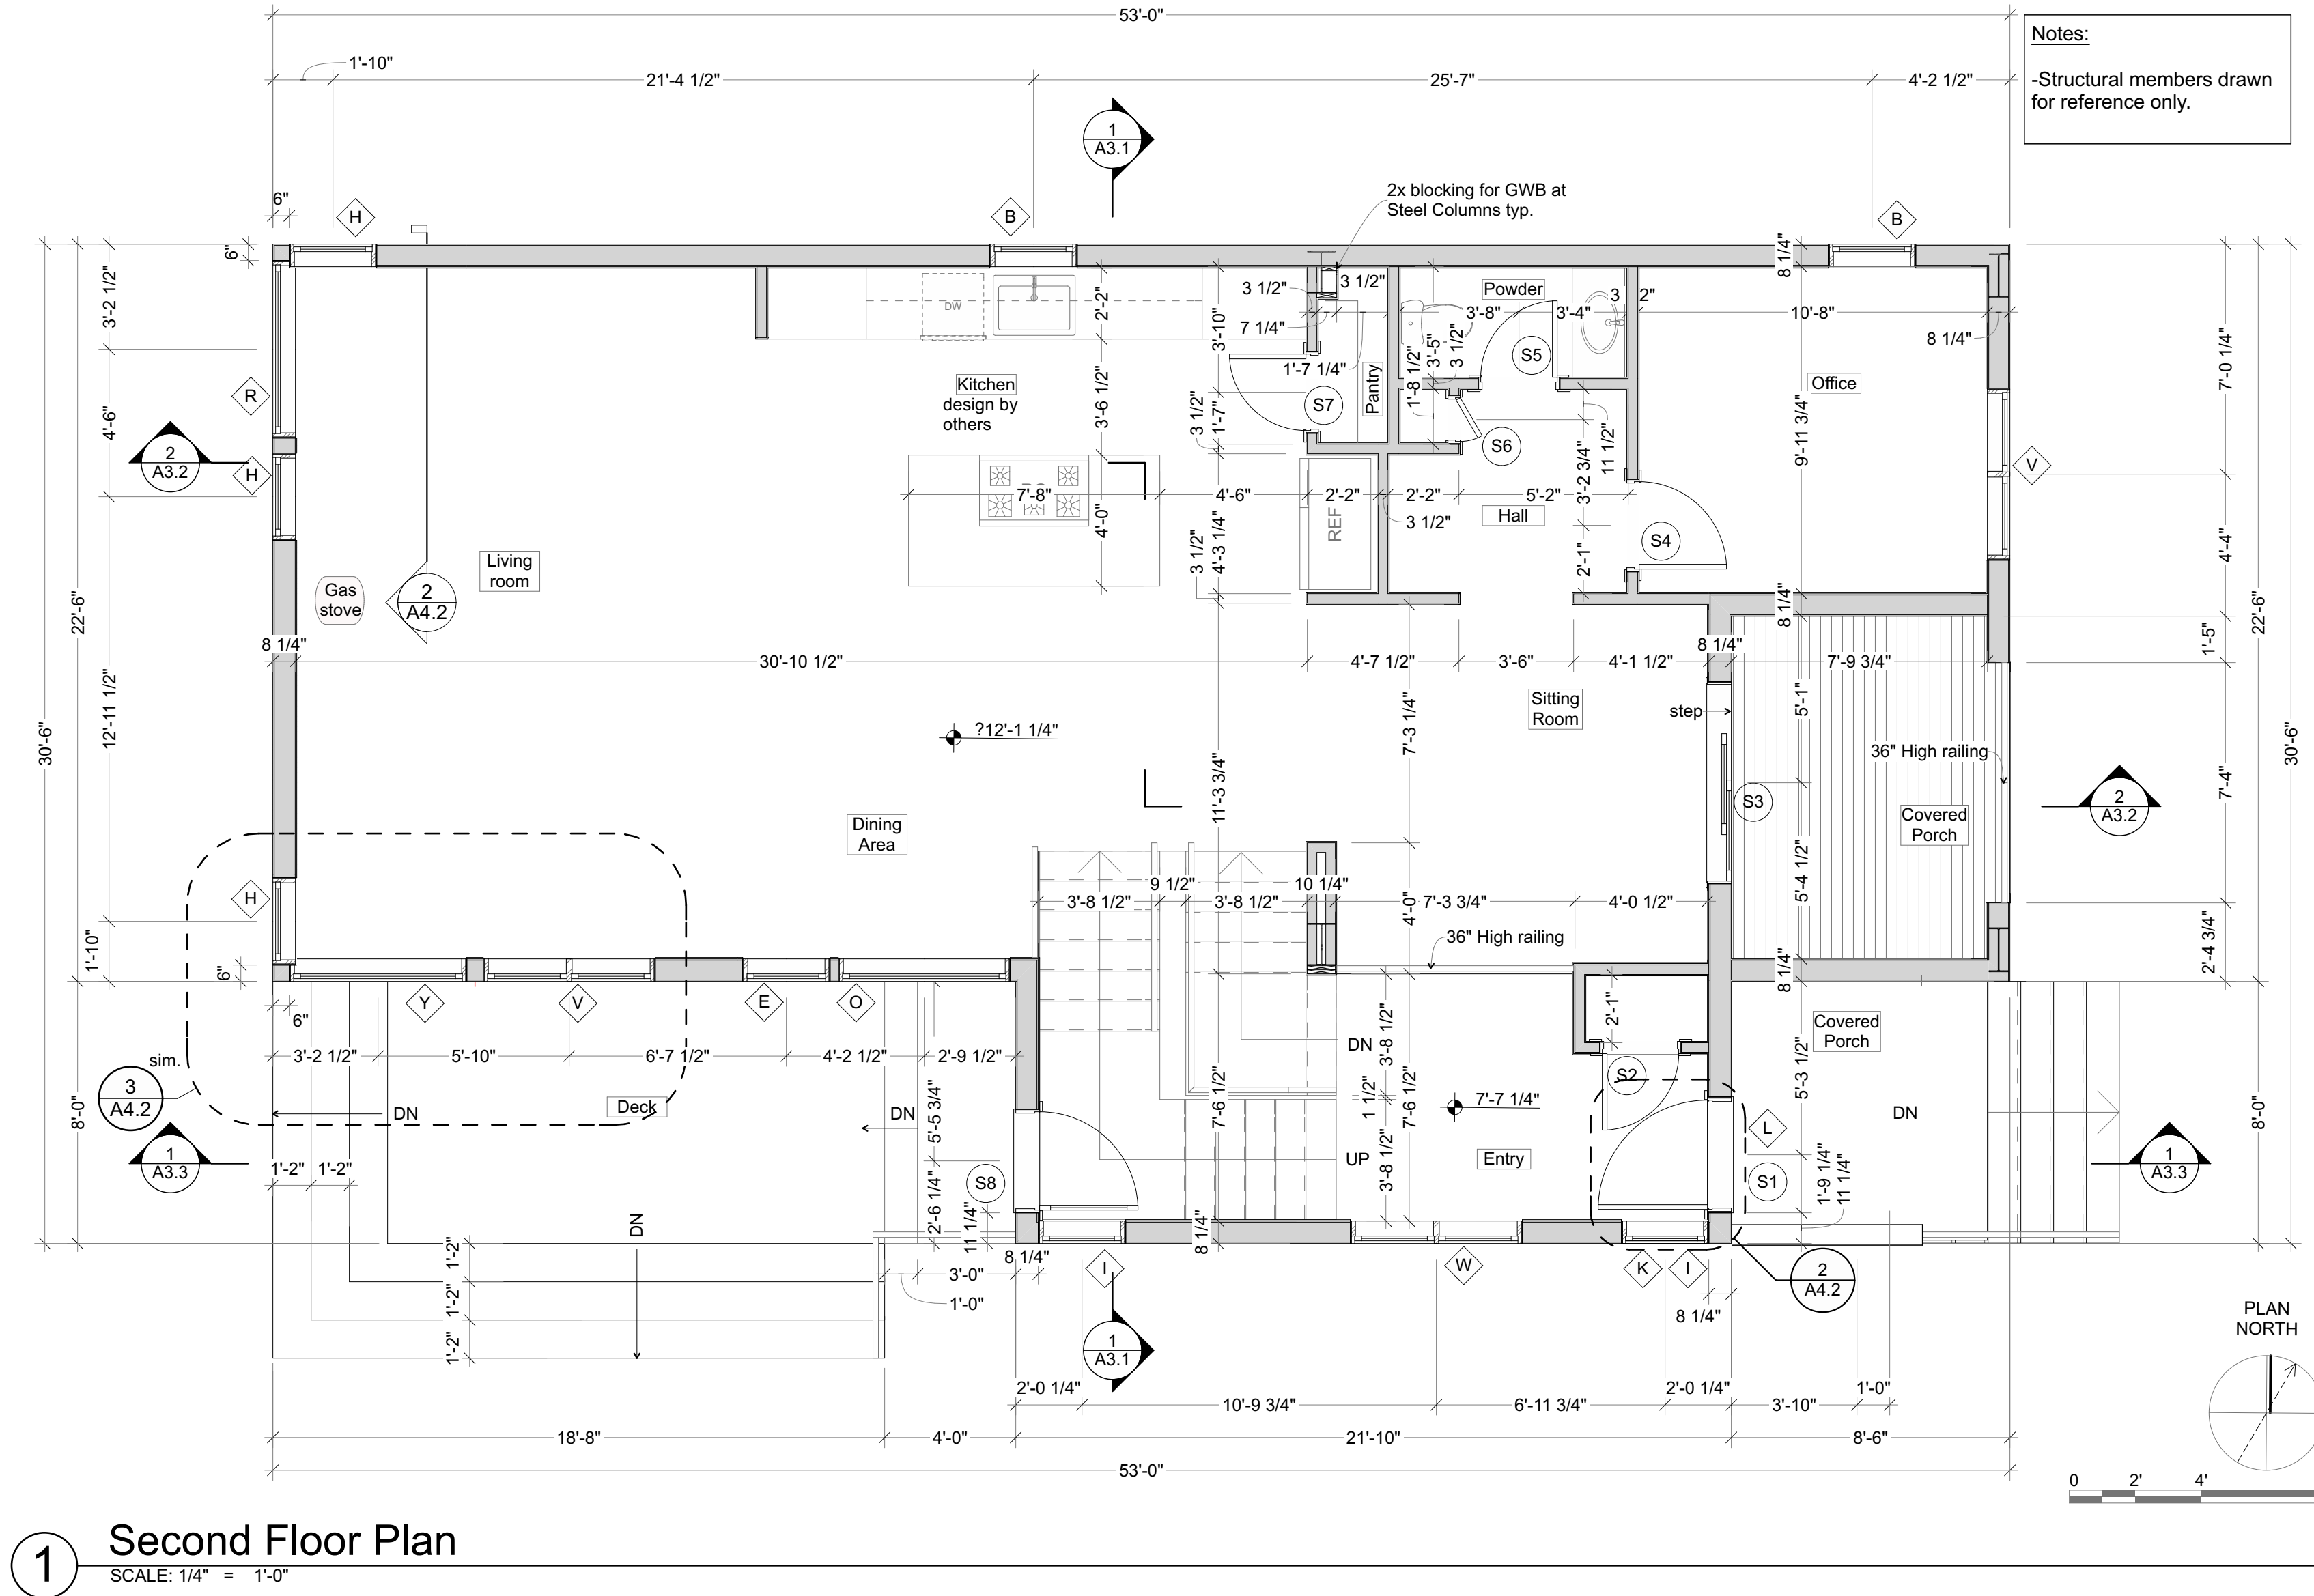 53'-0"
1'-10"
21'-4 1/2"
25'-7"
4'-2 1/2"
Notes:
-Structural members drawn
for reference only.
1
A3.1
2x blocking for GWB at
Steel Columns typ.
6"
H
B
B
6"
8 1/4"
3'-2 1/2"
3 1/2"
3 1/2"
Powder
DW
2'-2"
3'-10"
7 1/4"
3'-8"
3'-4"
10'-8"
8 1/4"
7'-0 1/4"
1'-7 1/4"
1'-8 1/2"
3'-5"
3 1/2"
S5
R
Kitchen
design by
others
3'-6 1/2"
3 1/2"
1'-7"
S7
Pantry
Office
4'-6"
S6
11 1/2"
9'-11 3/4"
2
A3.2
H
V
7'-8"
4'-6"
2'-2"
2'-2"
5'-2"
3'-2 3/4"
4'-0"
3 1/2"
Hall
REF
S4
3 1/2"
4'-3 1/4"
2'-1"
4'-4"
Living
room
Gas
stove
2
A4.2
22'-6"
22'-6"
8 1/4"
8 1/4"
30'-10 1/2"
4'-7 1/2"
3'-6"
4'-1 1/2"
8 1/4"
7'-9 3/4"
1'-5"
12'-11 1/2"
30'-6"
30'-6"
?12'-1 1/4"
7'-3 1/4"
Sitting
Room
step
5'-1"
36" High railing
7'-4"
11'-3 3/4"
S3
2
A3.2
Dining
Area
Covered
Porch
H
9 1/2"
10 1/4"
3'-8 1/2"
3'-8 1/2"
4'-0"
7'-3 3/4"
4'-0 1/2"
5'-4 1/2"
36" High railing
1'-10"
6"
8 1/4"
2'-4 3/4"
Y
V
E
O
6"
2'-1"
Covered
Porch
3'-2 1/2"
5'-10"
6'-7 1/2"
4'-2 1/2"
2'-9 1/2"
DN
3'-8 1/2"
sim.
3
A4.2
S2
5'-3 1/2"
8'-0"
8'-0"
Deck
DN
DN
5'-5 3/4"
7'-6 1/2"
1 1/2"
7'-6 1/2"
7'-7 1/4"
DN
L
1
A3.3
1'-2"
1'-2"
UP
3'-8 1/2"
Entry
S8
S1
1'-9 1/4"
11 1/4"
1
A3.3
DN
2'-6 1/4"
11 1/4"
8 1/4"
1'-2"
1'-2"
1'-2"
8 1/4"
3'-0"
1'-0"
I
W
K
I
2
A4.2
8 1/4"
PLAN
NORTH
1
A3.1
2'-0 1/4"
10'-9 3/4"
6'-11 3/4"
2'-0 1/4"
3'-10"
1'-0"
18'-8"
4'-0"
21'-10"
8'-6"
53'-0"
0 2' 4'
1
Second Floor Plan
SCALE: 1/4" = 1'-0"